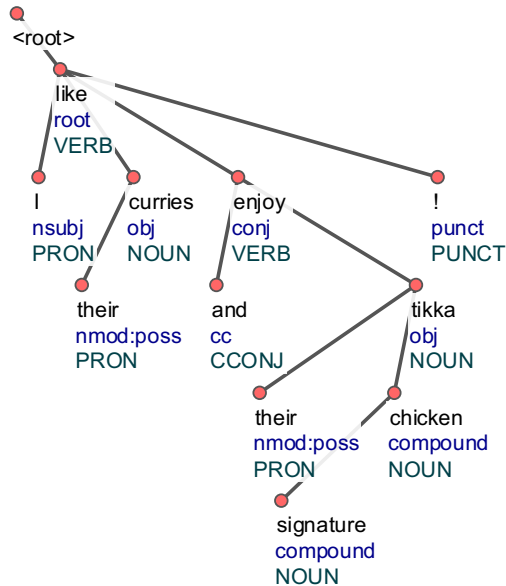 <root>
like
root
VERB
I
nsubj
PRON
curries
obj
NOUN
enjoy
conj
VERB
!
punct
PUNCT
their
nmod:poss
PRON
and
cc
CCONJ
tikka
obj
NOUN
their
nmod:poss
PRON
chicken
compound
NOUN
signature
compound
NOUN